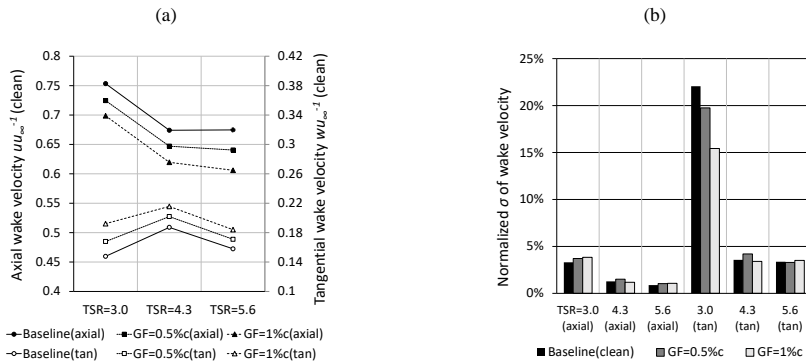 (a)
Axial wake velocity uu∞⁻¹ (clean)
0.8
0.75
0.7
0.65
0.6
0.55
0.5
0.45
0.4
0.42
0.38
0.34
0.3
0.26
0.22
0.18
0.14
0.1
Tangential wake velocity wu∞⁻¹ (clean)
TSR=3.0 TSR=4.3 TSR=5.6
Baseline(axial) GF=0.5%c(axial) GF=1%c(axial)
Baseline(tan) GF=0.5%c(tan) GF=1%c(tan)
(b)
Normalized σ of wake velocity
25%
20%
15%
10%
5%
0%
TSR=3.0 4.3 5.6 3.0 4.3 5.6
(axial) (axial) (axial) (tan) (tan) (tan)
Baseline(clean) GF=0.5%c GF=1%c